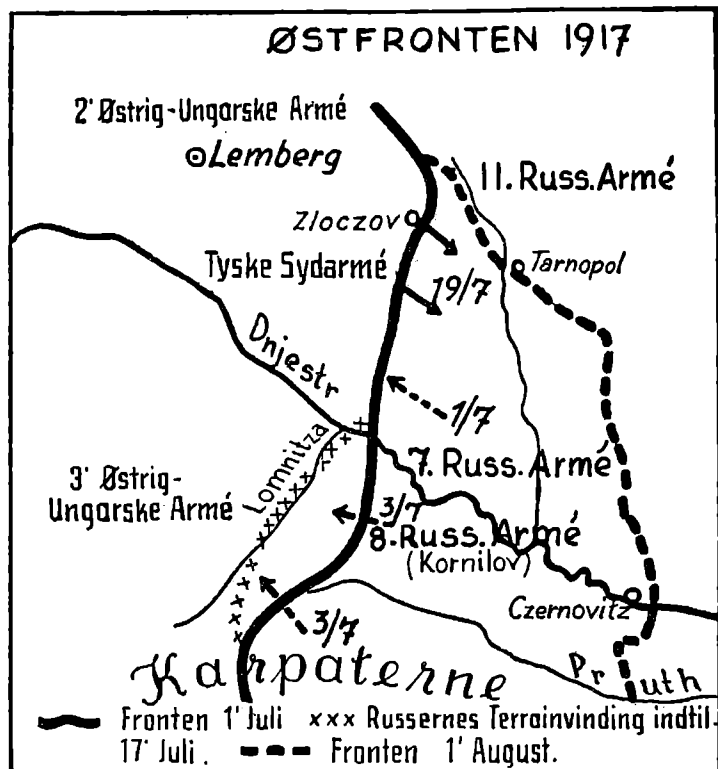 ØSTFRONTEN 1917
2' Østrig-Ungarske Armé
Lemberg
11. Russ. Armé
Zloczov
Tarnopol
Tyske Sydarmé
19/7
Dnjestr
1/7
Lomnitza
7. Russ. Armé
3' Østrig-
Ungarske Armé
3/7
8. Russ. Armé
(Kornilov)
Czernovitz
3/7
Karpaterne
Pruth
Fronten 1' Juli xxx Russernes Terrainvinding indtil
17' Juli. Fronten 1' August.